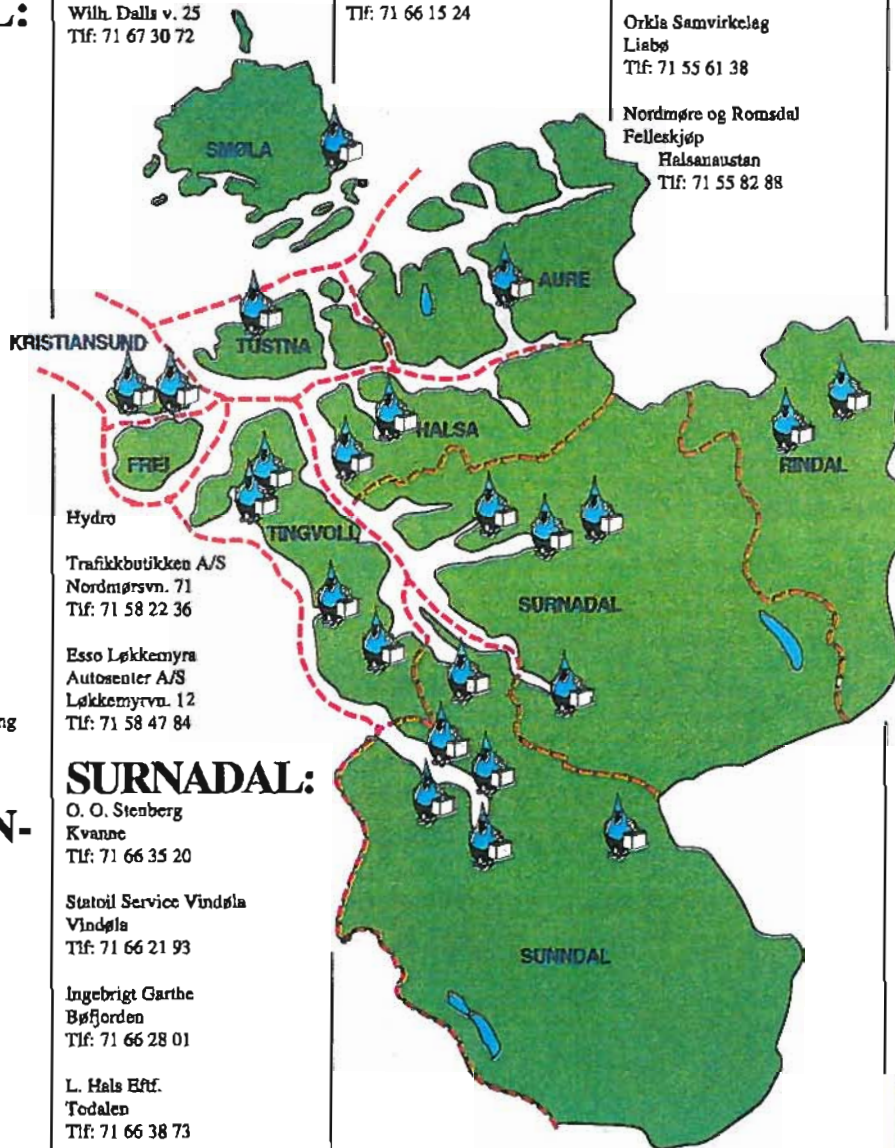 L:
Wilh. Dalls v. 25
Tlf: 71 67 30 72
Tlf: 71 66 15 24
Orkla Samvirkelag
Liabø
Tlf: 71 55 61 38
Nordmøre og Romsdal
Felleskjøp
Halsanaustan
Tlf: 71 55 82 88
SMØLA
AURE
KRISTIANSUND
TUSTNA
HALSA
RINDAL
FREI
TINGVOLL
SURNADAL
SUNNDAL
Hydro
Trafikkbutikken A/S
Nordmørsvn. 71
Tlf: 71 58 22 36
Esso Løkkemyra
Autosenter A/S
Løkkemyrvn. 12
Tlf: 71 58 47 84
ng
N-
SURNADAL:
O. O. Stenberg
Kvanne
Tlf: 71 66 35 20
Statoil Service Vindøla
Vindøla
Tlf: 71 66 21 93
Ingebrigt Garthe
Bøfjorden
Tlf: 71 66 28 01
L. Hals Eftf.
Todalen
Tlf: 71 66 38 73